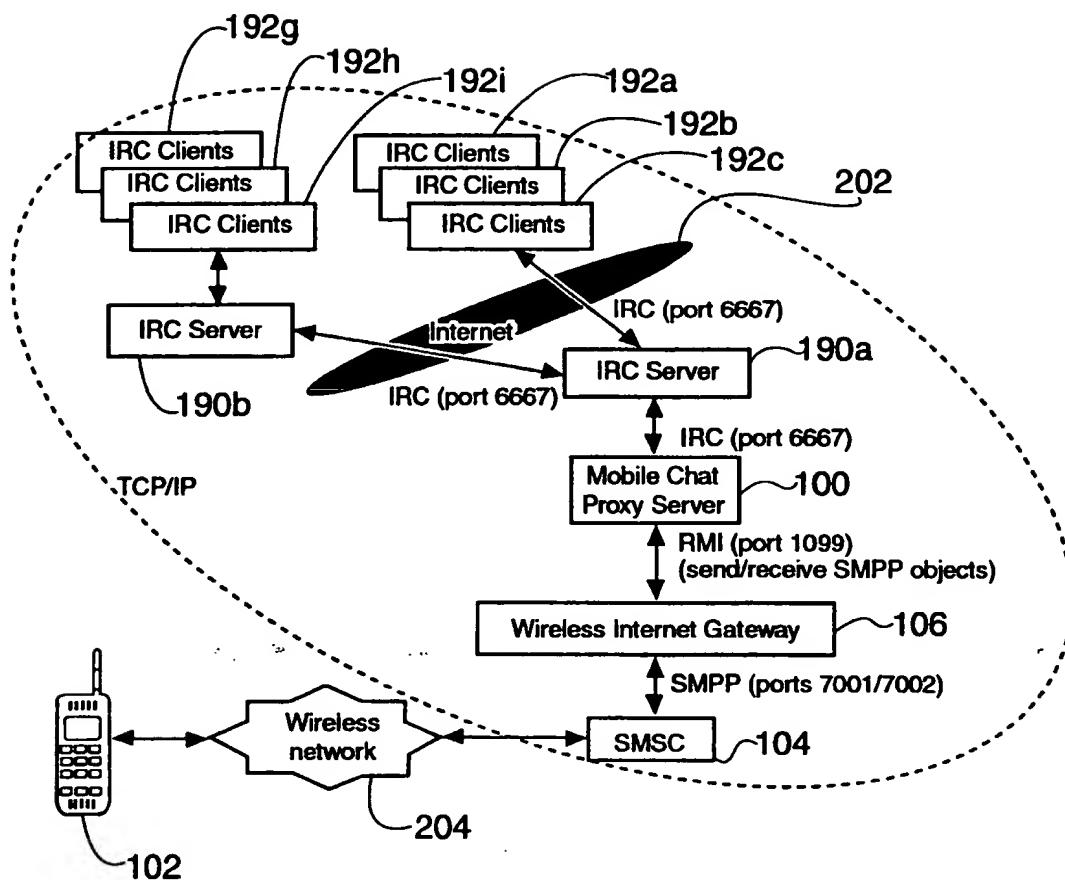 192g
192h
192i
192a
192b
192c
202
IRC Clients
IRC Clients
IRC Clients
IRC Clients
IRC Clients
IRC Clients
IRC (port 6667)
IRC Server
Internet
190a
IRC Server
190b
IRC (port 6667)
IRC (port 6667)
TCP/IP
Mobile Chat
Proxy Server
100
RMI (port 1099)
(send/receive SMPP objects)
Wireless Internet Gateway
106
SMPP (ports 7001/7002)
Wireless
network
SMSC
104
204
102